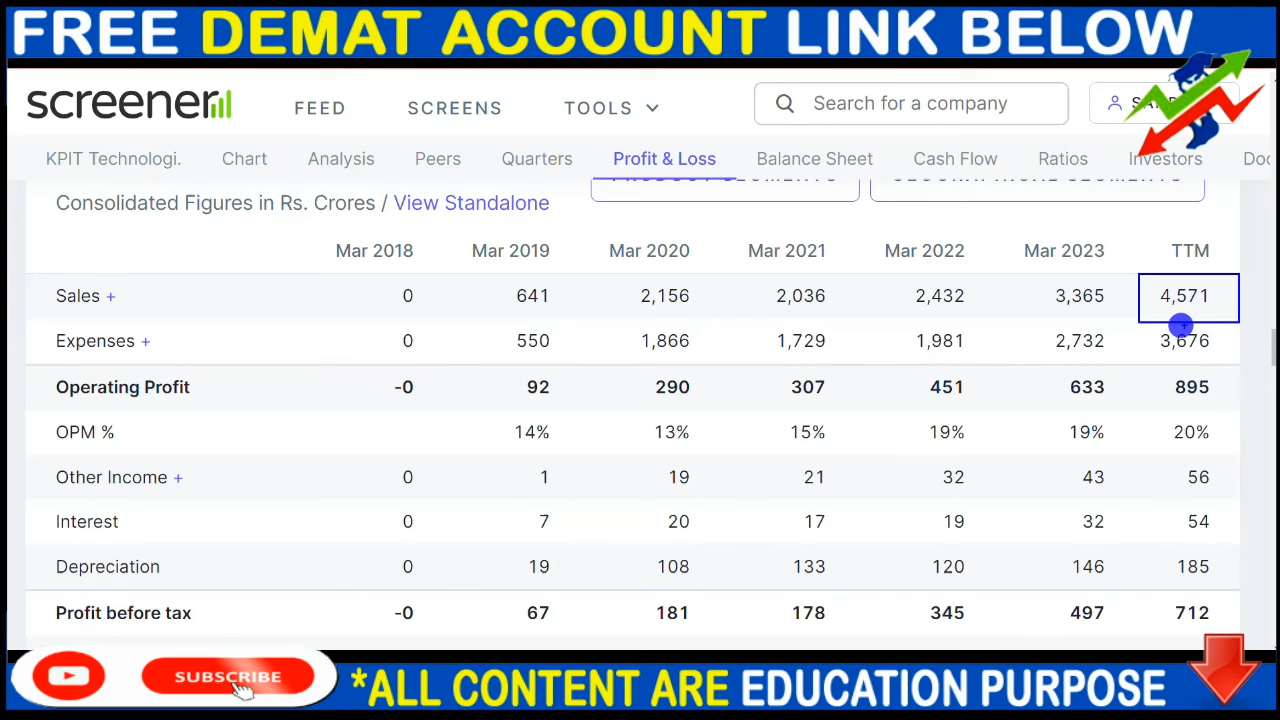 FREE DEMAT ACCOUNT LINK BELOW
screener
FEED SCREENS TOOLS Search for a company
KPIT Technologi. Chart Analysis Peers Quarters Profit & Loss Balance Sheet Cash Flow Ratios Investors
Consolidated Figures in Rs. Crores / View Standalone
Mar 2018 Mar 2019 Mar 2020 Mar 2021 Mar 2022 Mar 2023 TTM
Sales + 0 641 2,156 2,036 2,432 3,365 4,571
Expenses + 0 550 1,866 1,729 1,981 2,732 3,676
Operating Profit -0 92 290 307 451 633 895
OPM % 14% 13% 15% 19% 19% 20%
Other Income + 0 1 19 21 32 43 56
Interest 0 7 20 17 19 32 54
Depreciation 0 19 108 133 120 146 185
Profit before tax -0 67 181 178 345 497 712
SUBSCRIBE
*ALL CONTENT ARE EDUCATION PURPOSE